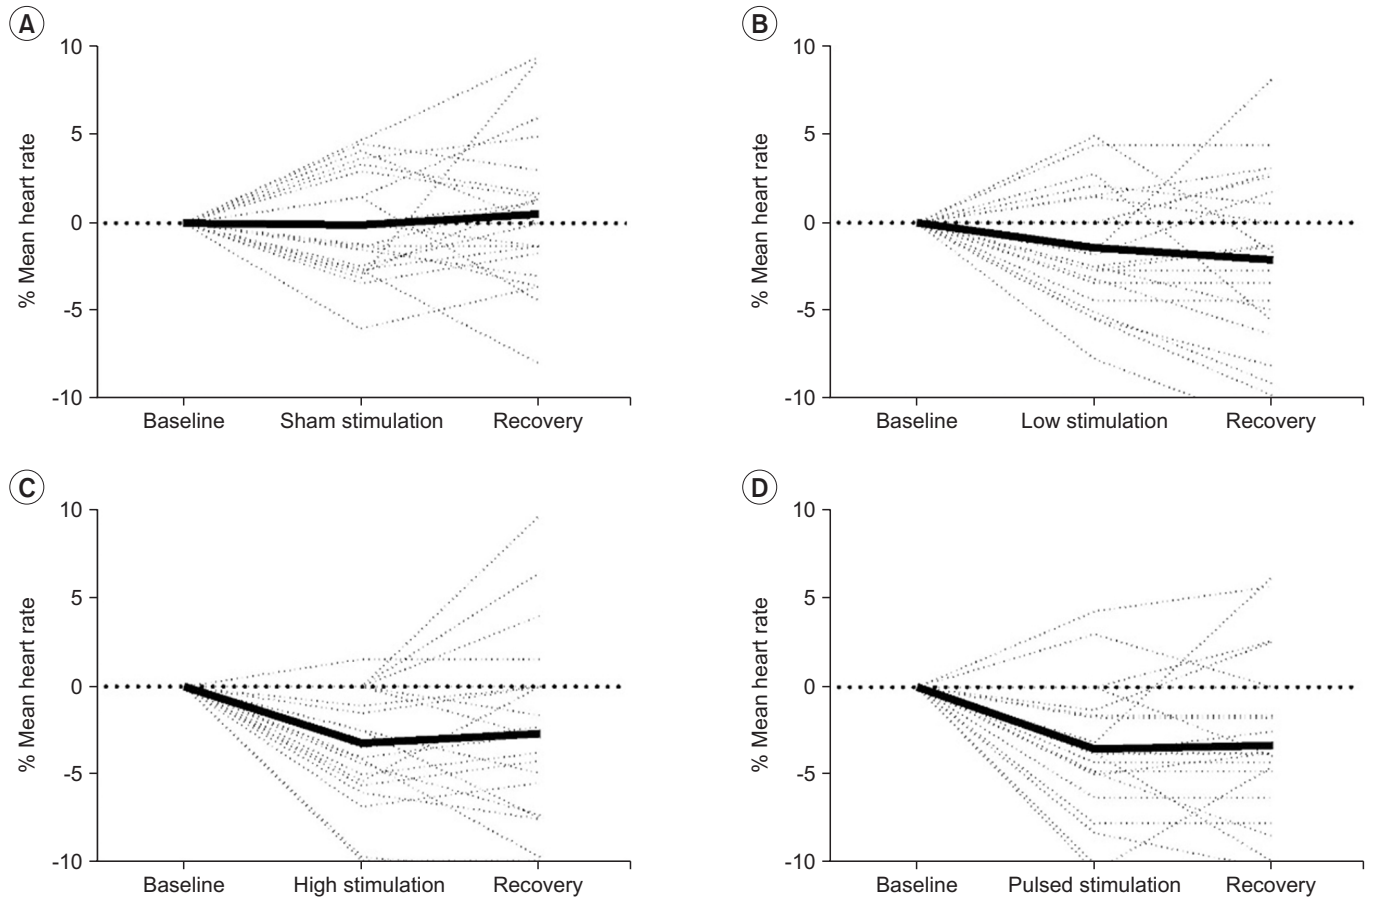 A
10
5
0
-5
-10
% Mean heart rate
Baseline Sham stimulation Recovery
B
10
5
0
-5
-10
% Mean heart rate
Baseline Low stimulation Recovery
C
10
5
0
-5
-10
% Mean heart rate
Baseline High stimulation Recovery
D
10
5
0
-5
-10
% Mean heart rate
Baseline Pulsed stimulation Recovery